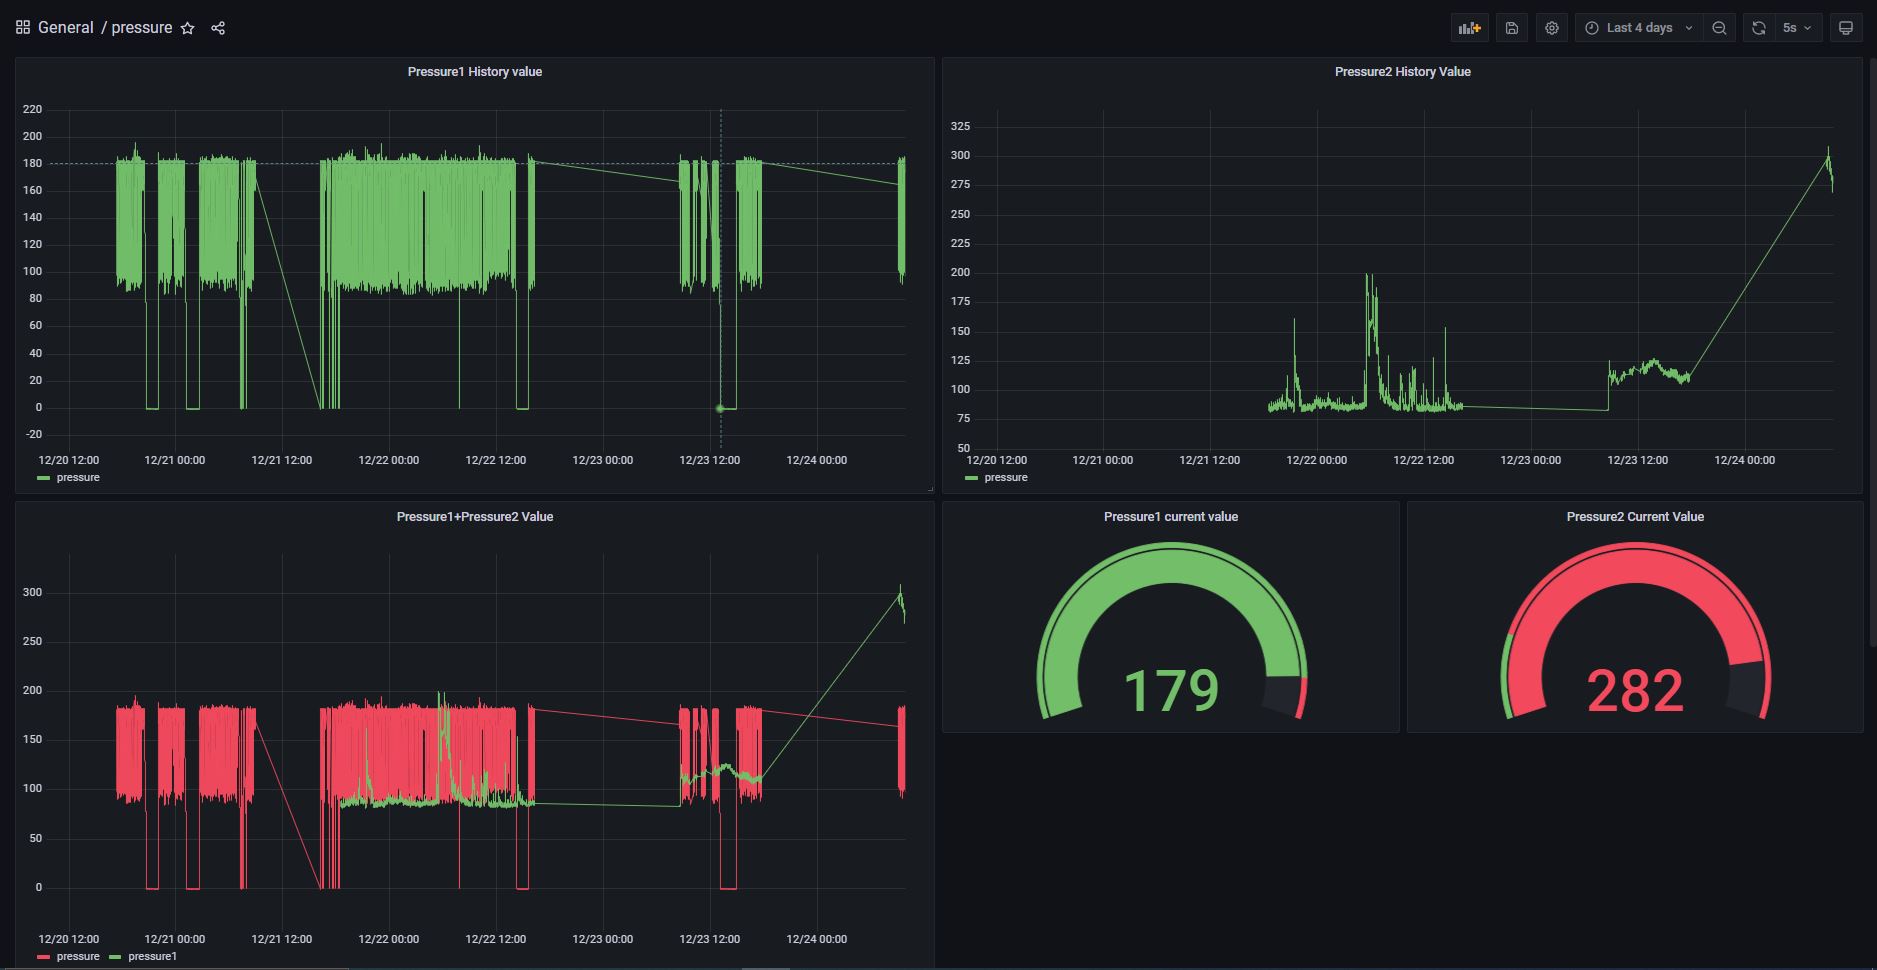 General / pressure
Last 4 days
5s
Pressure1 History value
220
200
180
160
140
120
100
80
60
40
20
0
-20
12/20 12:00 12/21 00:00 12/21 12:00 12/22 00:00 12/22 12:00 12/23 00:00 12/23 12:00 12/24 00:00
pressure
Pressure2 History Value
325
300
275
250
225
200
175
150
125
100
75
50
12/20 12:00 12/21 00:00 12/21 12:00 12/22 00:00 12/22 12:00 12/23 00:00 12/23 12:00 12/24 00:00
pressure
Pressure1+Pressure2 Value
300
250
200
150
100
50
0
12/20 12:00 12/21 00:00 12/21 12:00 12/22 00:00 12/22 12:00 12/23 00:00 12/23 12:00 12/24 00:00
pressure pressure1
Pressure1 current value
179
Pressure2 Current Value
282